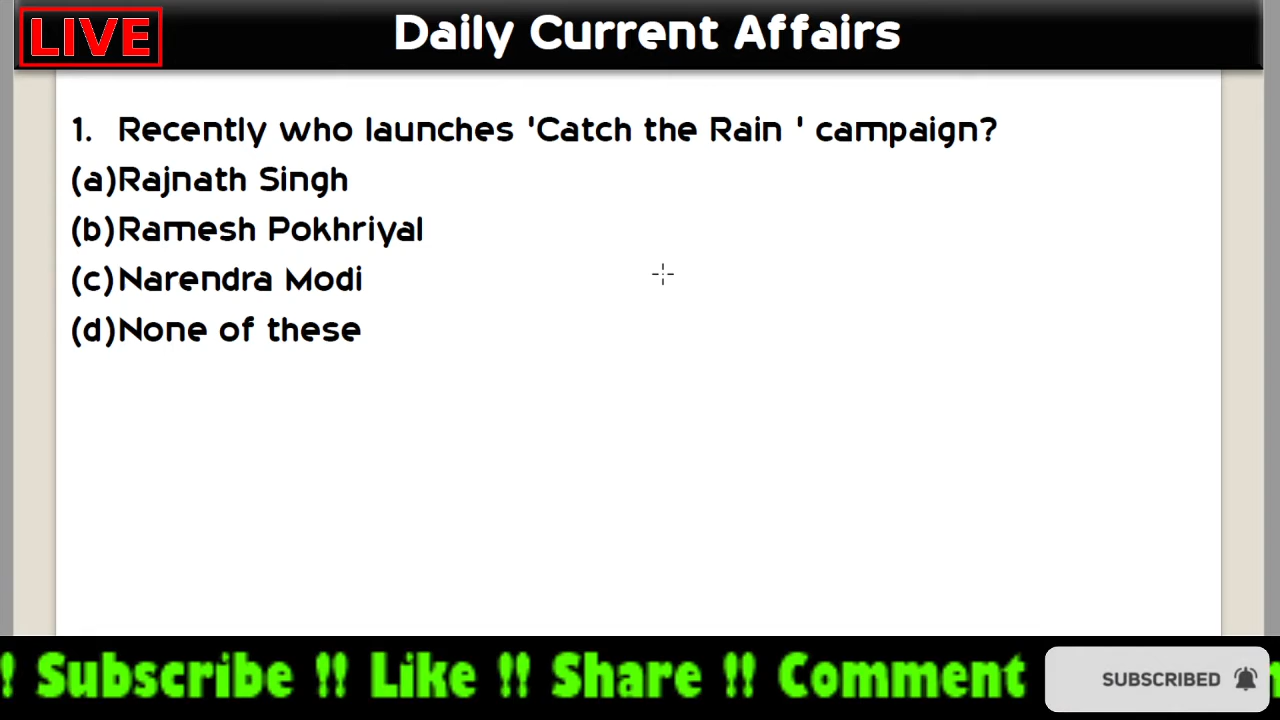 LIVE
Daily Current Affairs
1. Recently who launches 'Catch the Rain ' campaign?
(a)Rajnath Singh
(b)Ramesh Pokhriyal
(c)Narendra Modi
(d)None of these
!! Subscribe !! Like !! Share !! Comment
SUBSCRIBED